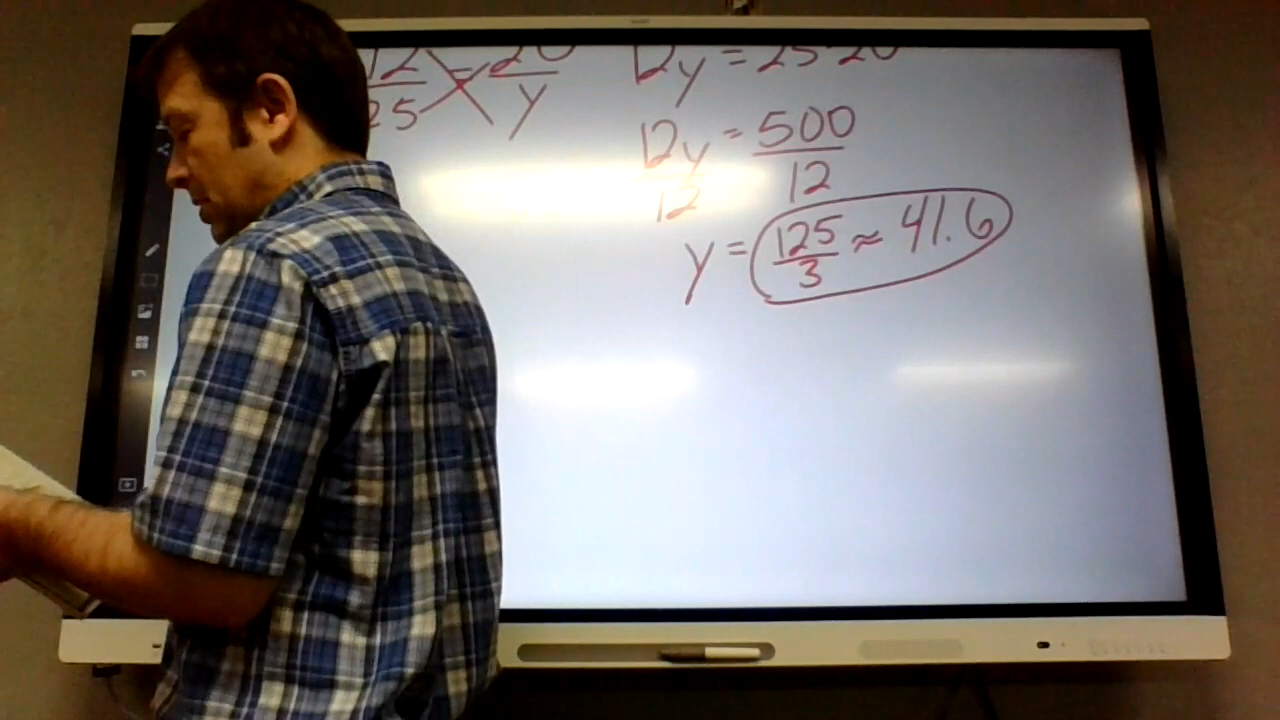 12/25 = 20/y
12y = 25·20
12y/12 = 500/12
y = 125/3 ≈ 41.6